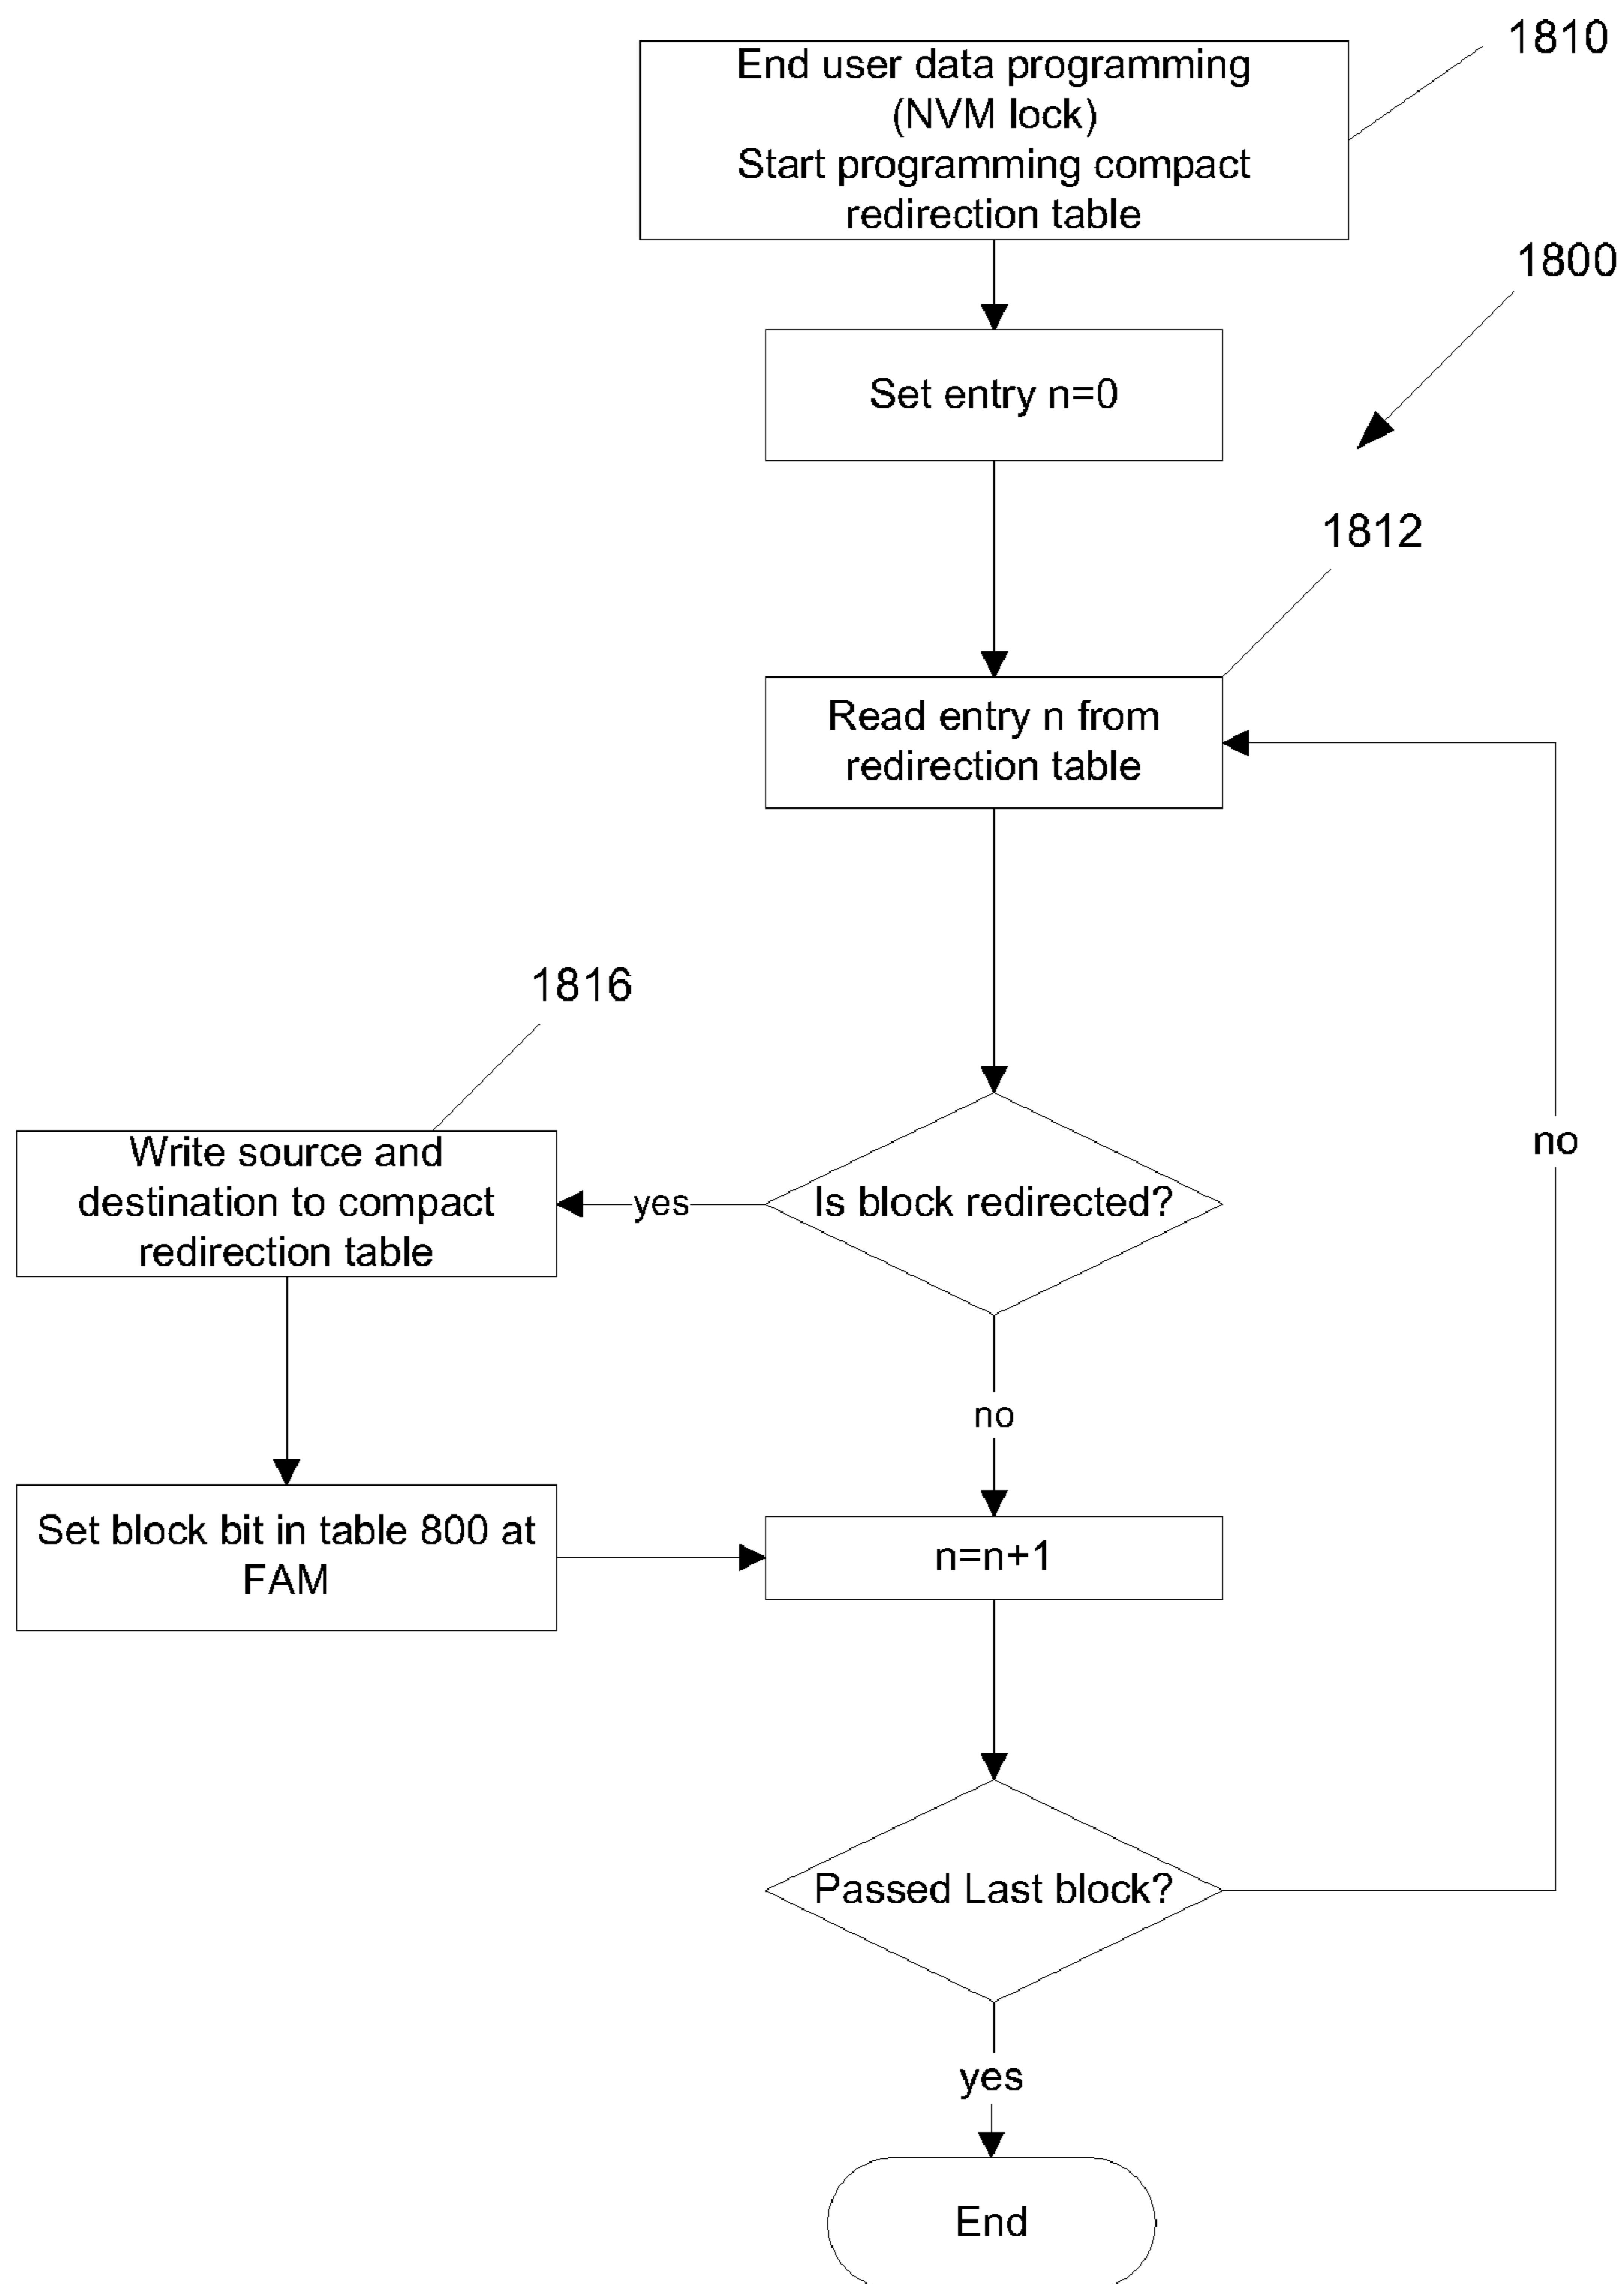 1810
End user data programming
(NVM lock)
Start programming compact
redirection table
1800
Set entry n=0
1812
Read entry n from
redirection table
1816
no
Write source and
destination to compact
redirection table
yes
Is block redirected?
no
Set block bit in table 800 at
FAM
n=n+1
Passed Last block?
yes
End